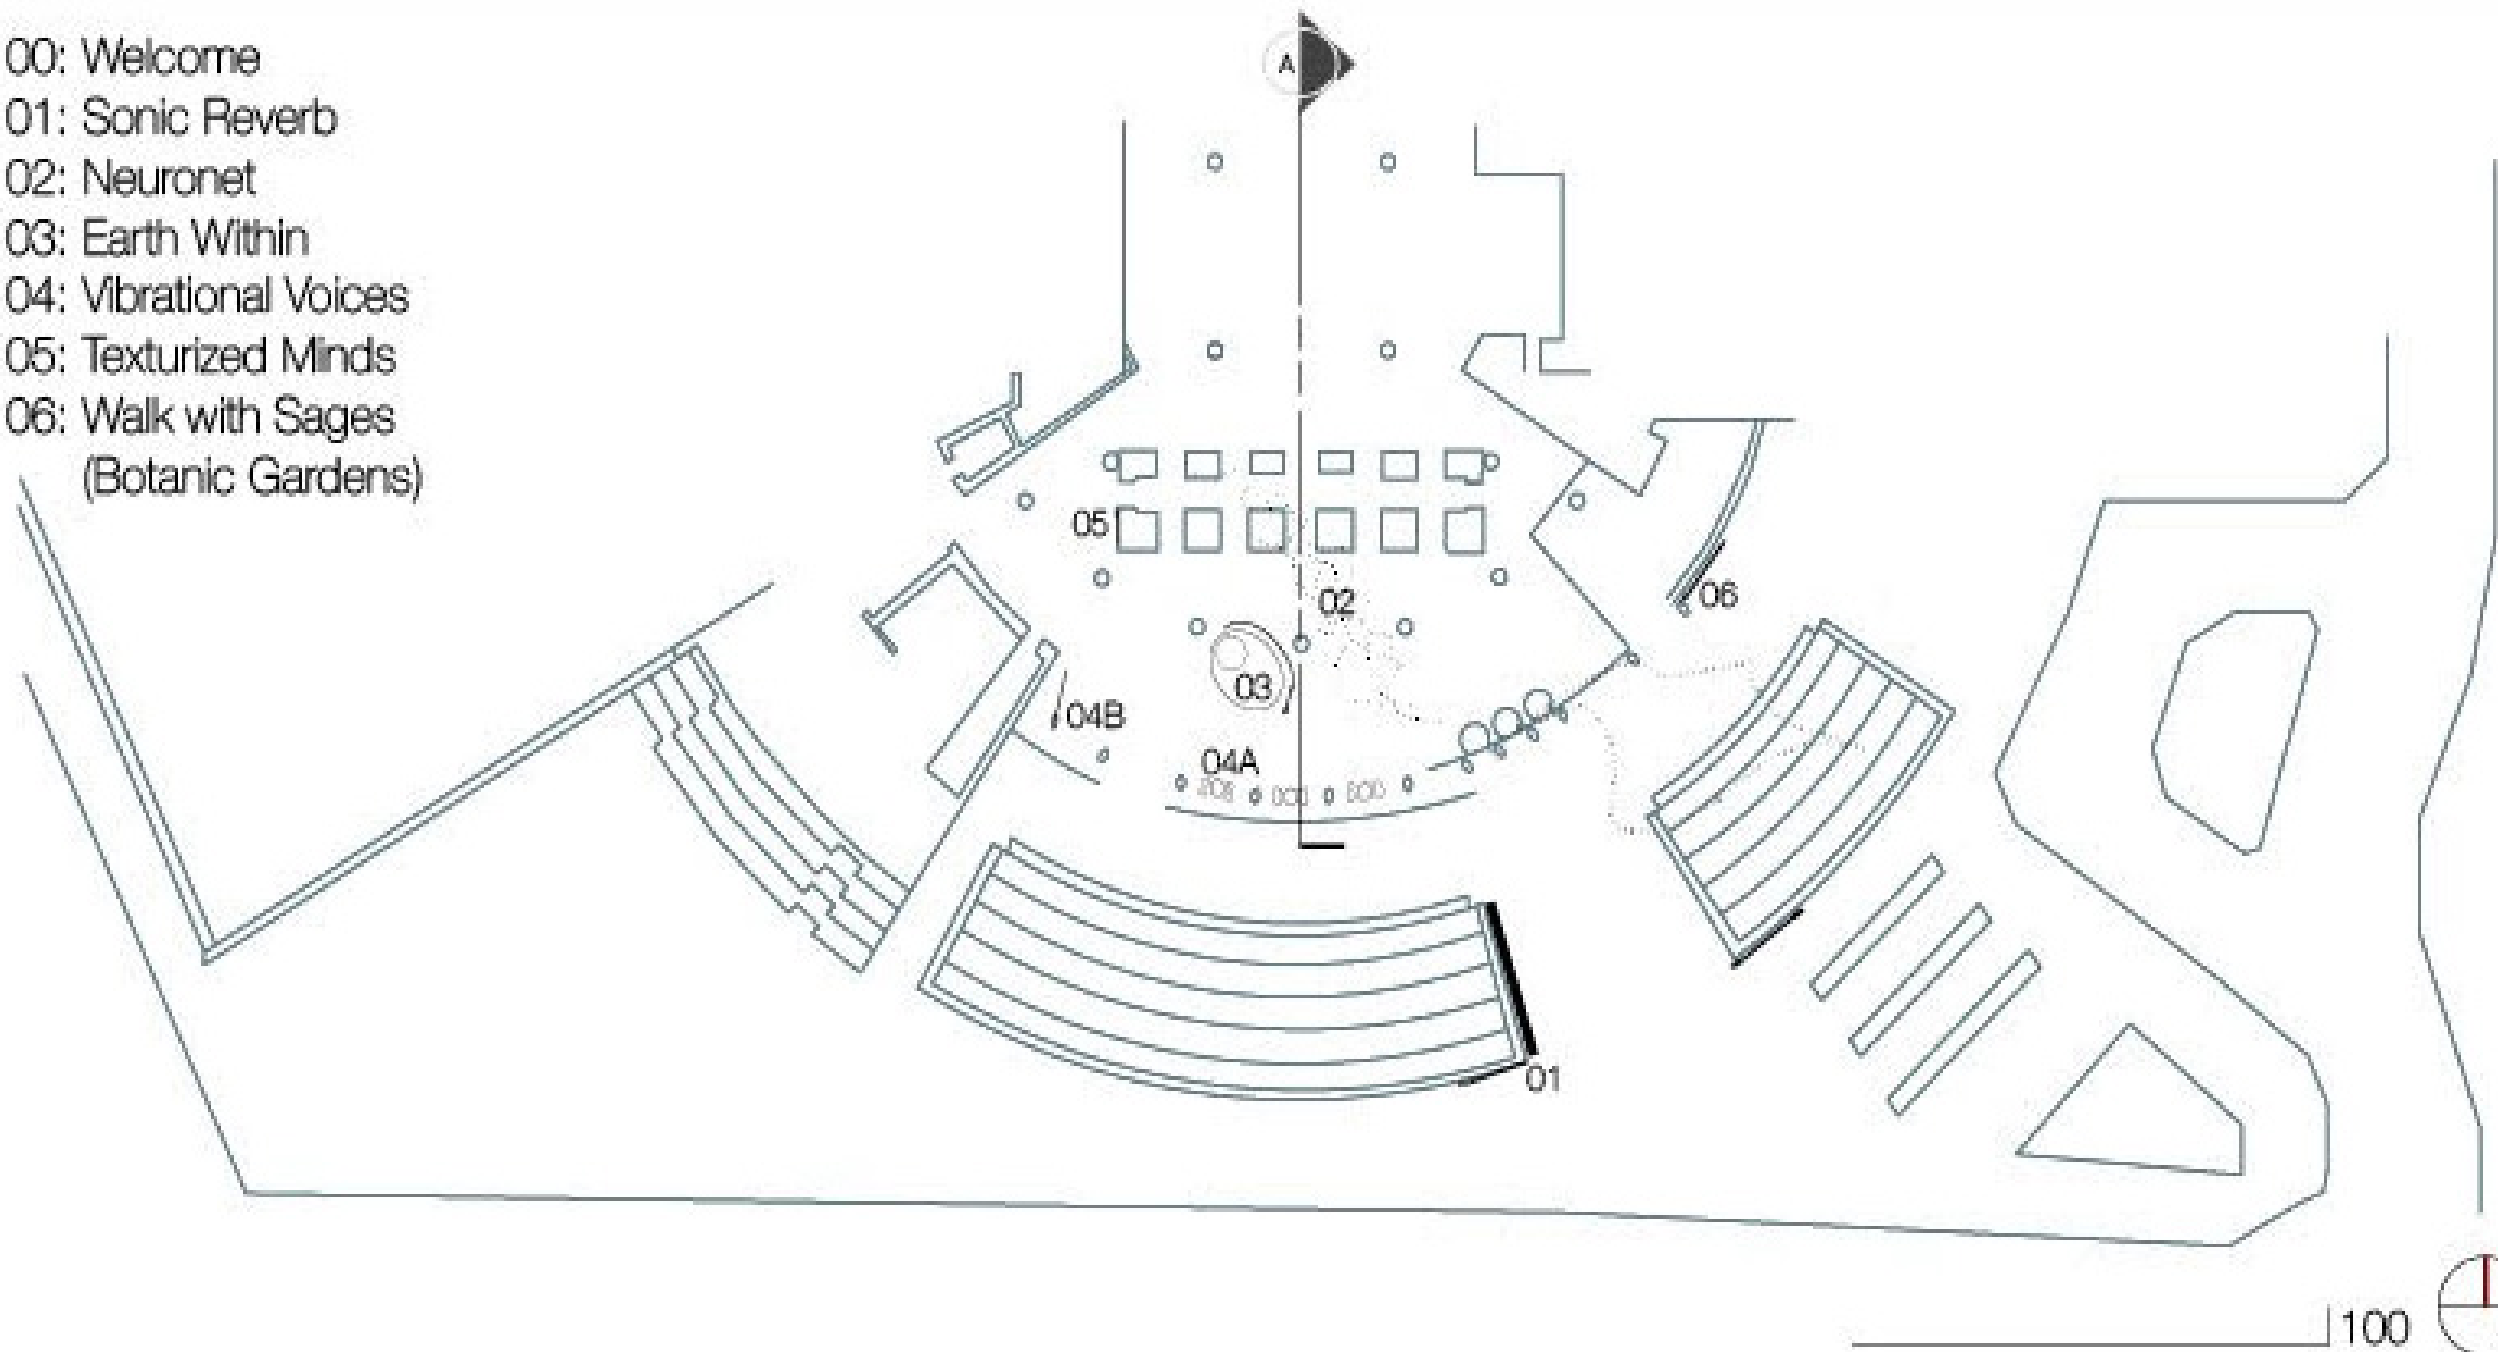 00: Welcome
01: Sonic Reverb
02: Neuronet
03: Earth Within
04: Vibrational Voices
05: Texturized Minds
06: Walk with Sages
(Botanic Gardens)
A
05
02
06
03
04B
04A
01
100